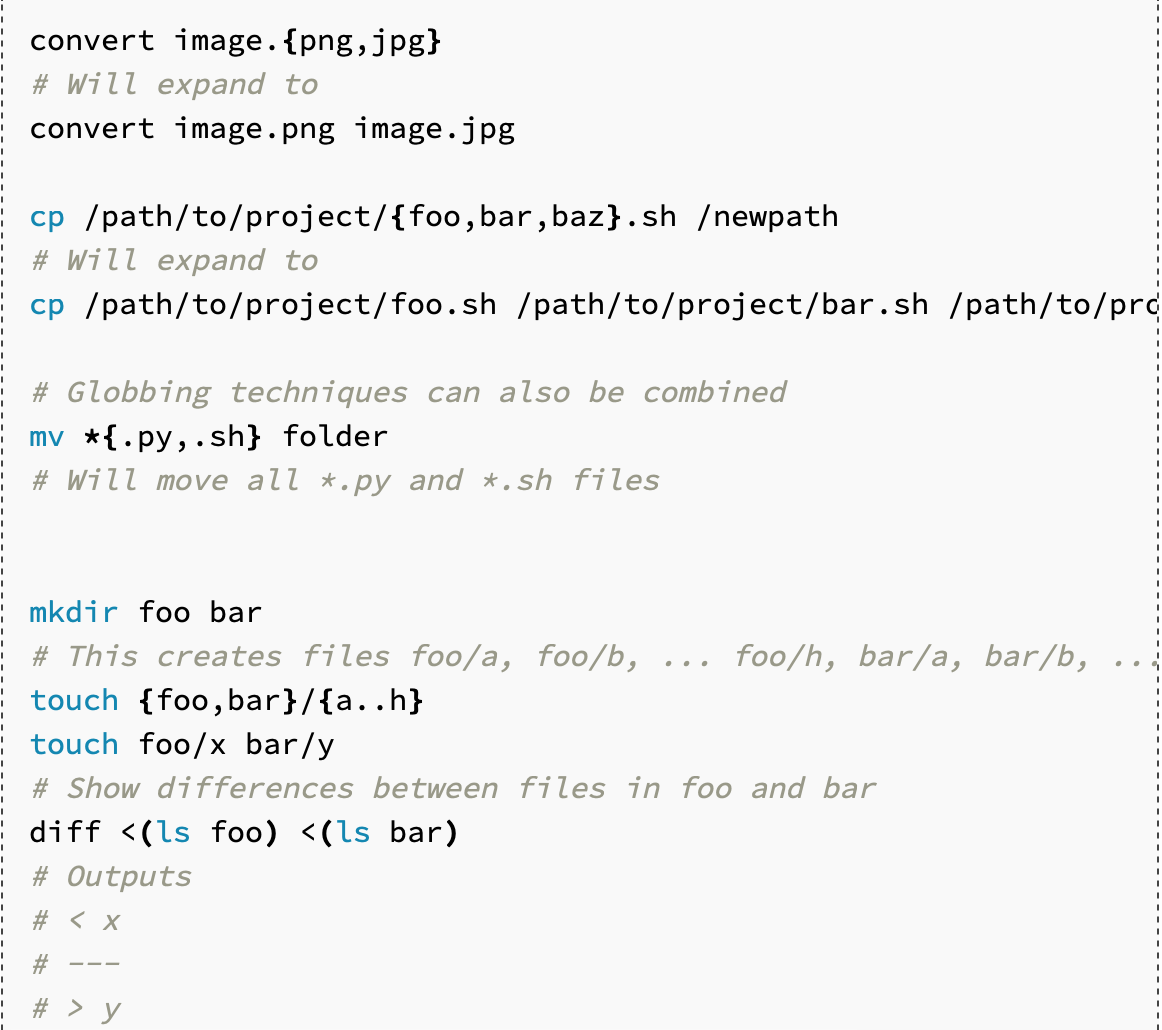 convert image.{png,jpg}
# Will expand to
convert image.png image.jpg
cp /path/to/project/{foo,bar,baz}.sh /newpath
# Will expand to
cp /path/to/project/foo.sh /path/to/project/bar.sh /path/to/pro
# Globbing techniques can also be combined
mv *{.py,.sh} folder
# Will move all *.py and *.sh files
mkdir foo bar
# This creates files foo/a, foo/b, ... foo/h, bar/a, bar/b, ...
touch {foo,bar}/{a..h}
touch foo/x bar/y
# Show differences between files in foo and bar
diff <(ls foo) <(ls bar)
# Outputs
# < x
# ---
# > y